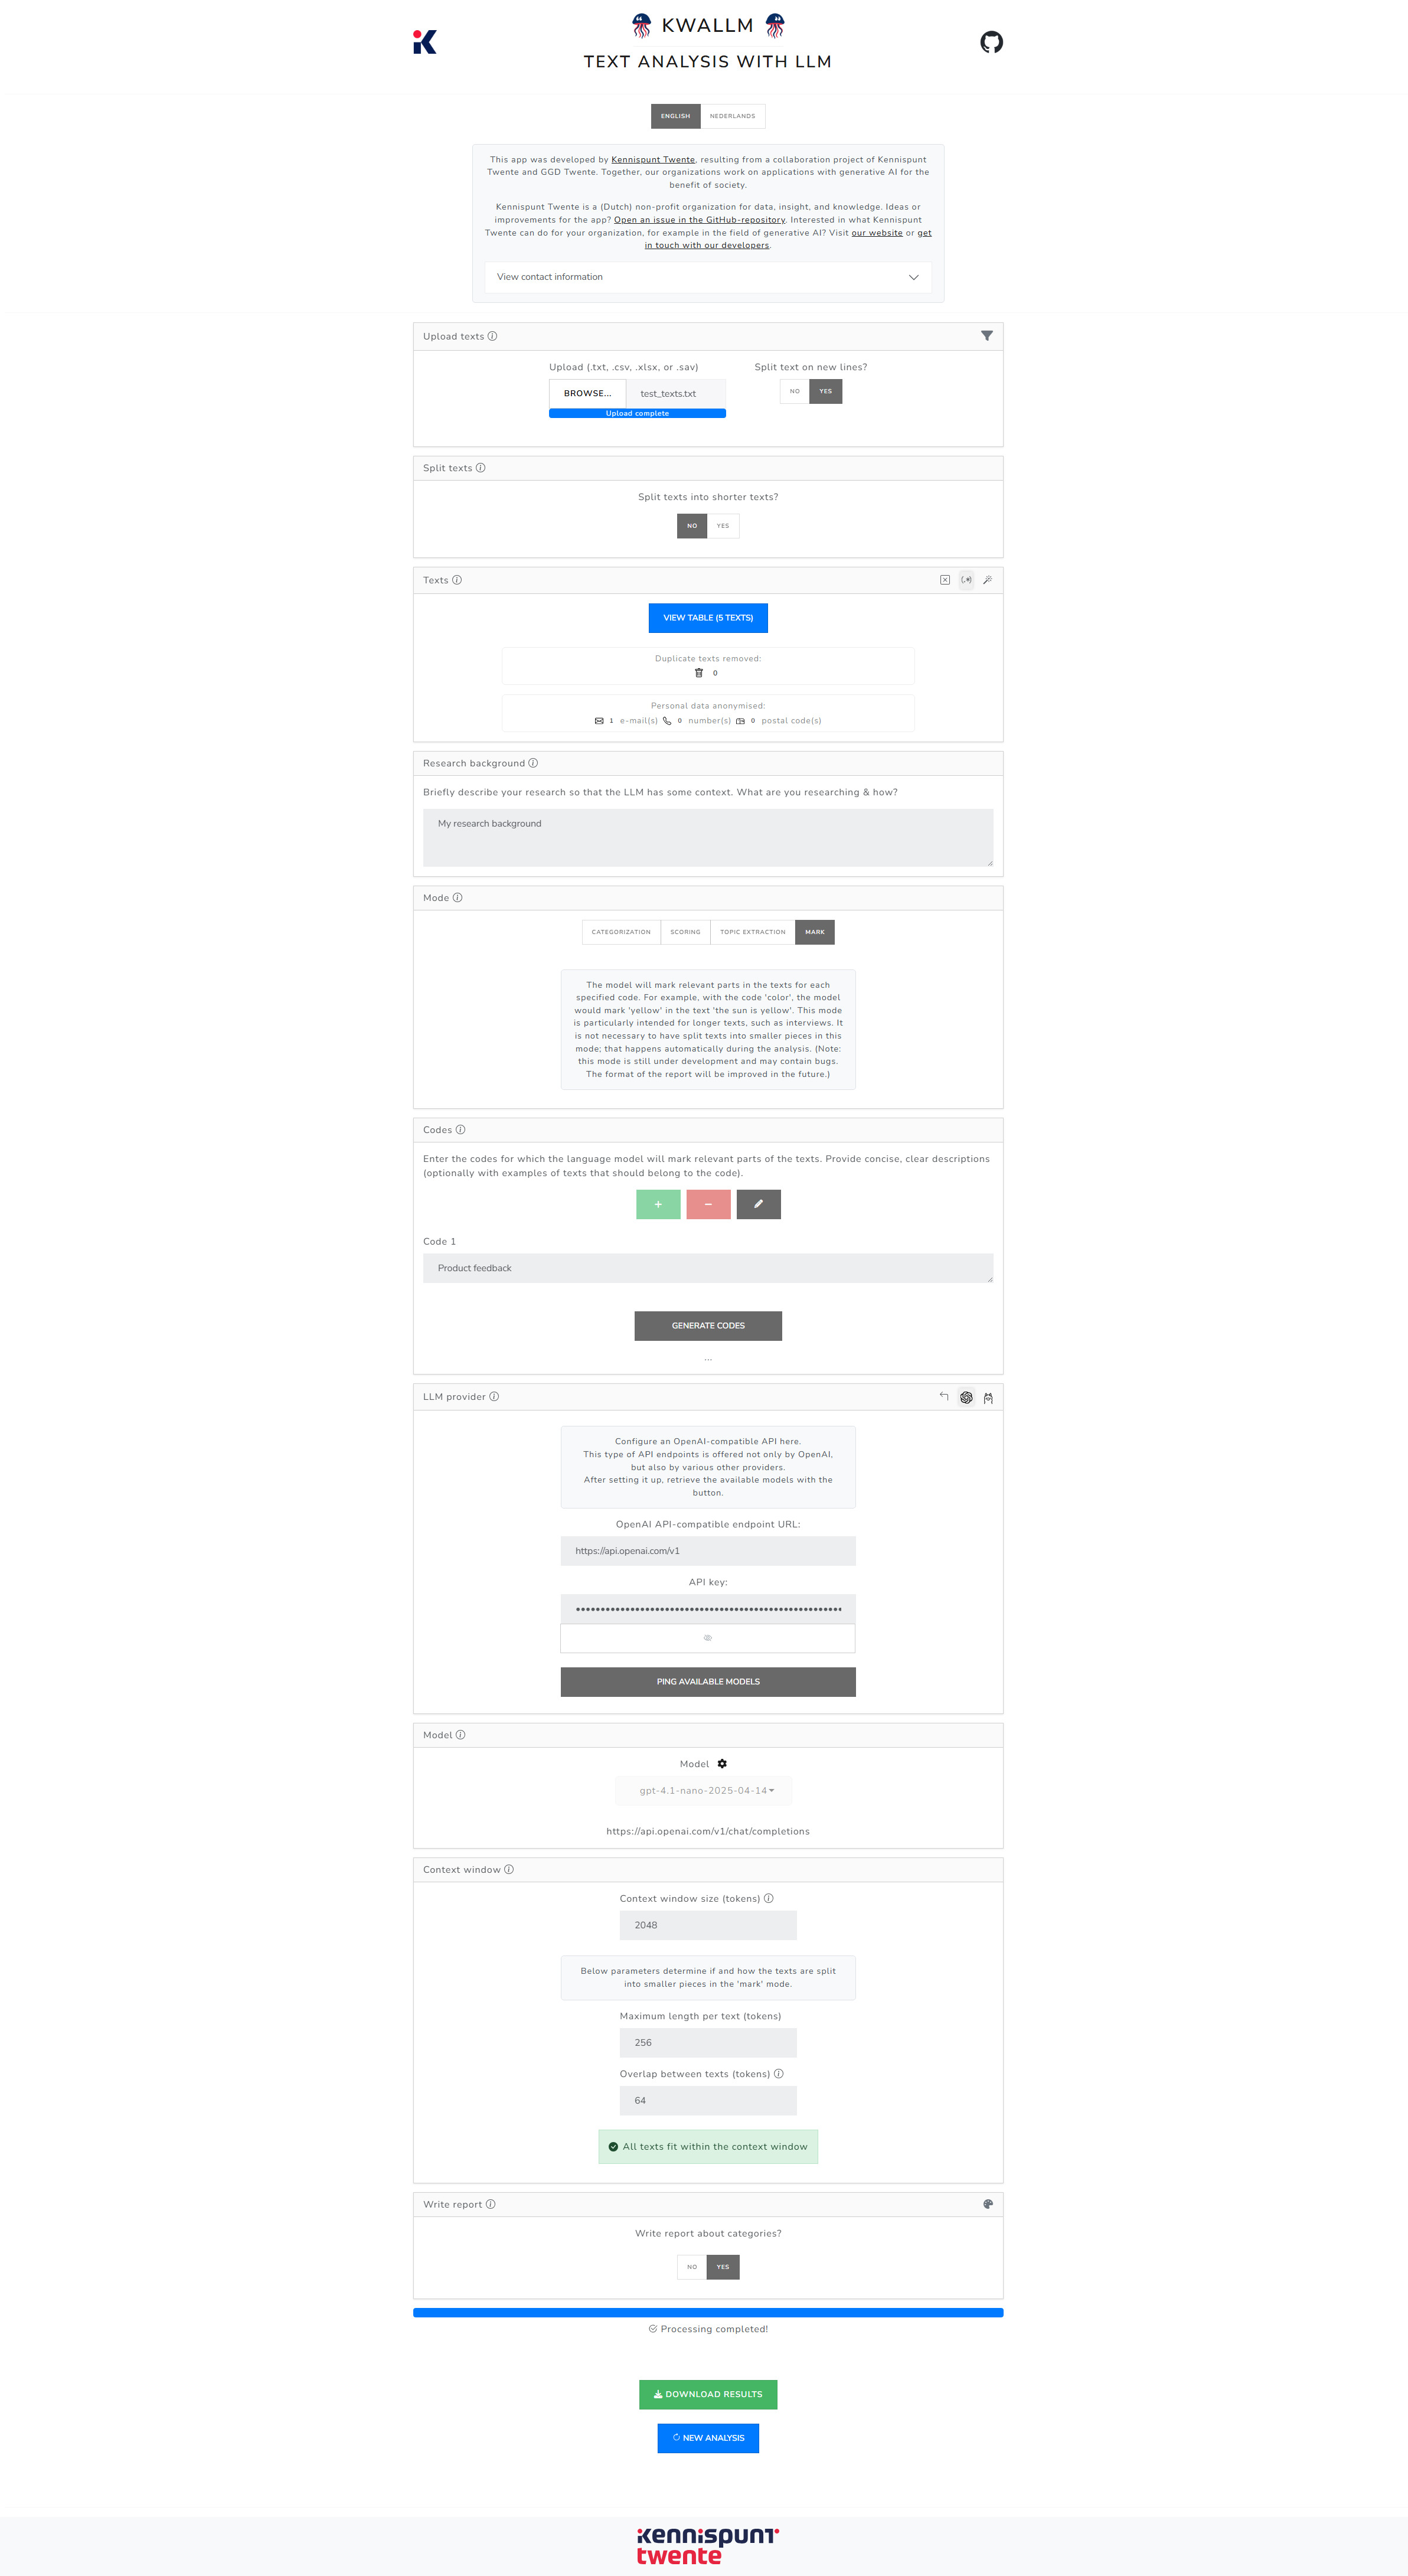 KWALLM
TEXT ANALYSIS WITH LLM
ENGLISH NEDERLANDS
This app was developed by Kennispunt Twente, resulting from a collaboration project of Kennispunt
Twente and GGD Twente. Together, our organizations work on applications with generative AI for the
benefit of society.
Kennispunt Twente is a (Dutch) non-profit organization for data, insight, and knowledge. Ideas or
improvements for the app? Open an issue in the GitHub-repository. Interested in what Kennispunt
Twente can do for your organization, for example in the field of generative AI? Visit our website or get
in touch with our developers.
View contact information
Upload texts
Upload (.txt, .csv, .xlsx, or .sav) Split text on new lines?
BROWSE... test_texts.txt NO YES
Upload complete
Split texts
Split texts into shorter texts?
NO YES
Texts
VIEW TABLE (5 TEXTS)
Duplicate texts removed:
0
Personal data anonymised:
1 e-mail(s) 0 number(s) 0 postal code(s)
Research background
Briefly describe your research so that the LLM has some context. What are you researching & how?
My research background
Mode
CATEGORIZATION SCORING TOPIC EXTRACTION MARK
The model will mark relevant parts in the texts for each
specified code. For example, with the code 'color', the model
would mark 'yellow' in the text 'the sun is yellow'. This mode
is particularly intended for longer texts, such as interviews. It
is not necessary to have split texts into smaller pieces in this
mode; that happens automatically during the analysis. (Note:
this mode is still under development and may contain bugs.
The format of the report will be improved in the future.)
Codes
Enter the codes for which the language model will mark relevant parts of the texts. Provide concise, clear descriptions
(optionally with examples of texts that should belong to the code).
Code 1
Product feedback
GENERATE CODES
...
LLM provider
Configure an OpenAI-compatible API here.
This type of API endpoints is offered not only by OpenAI,
but also by various other providers.
After setting it up, retrieve the available models with the
button.
OpenAI API-compatible endpoint URL:
https://api.openai.com/v1
API key:
PING AVAILABLE MODELS
Model
Model
gpt-4.1-nano-2025-04-14
https://api.openai.com/v1/chat/completions
Context window
Context window size (tokens)
2048
Below parameters determine if and how the texts are split
into smaller pieces in the 'mark' mode.
Maximum length per text (tokens)
256
Overlap between texts (tokens)
64
All texts fit within the context window
Write report
Write report about categories?
NO YES
Processing completed!
DOWNLOAD RESULTS
NEW ANALYSIS
kennispunt
twente